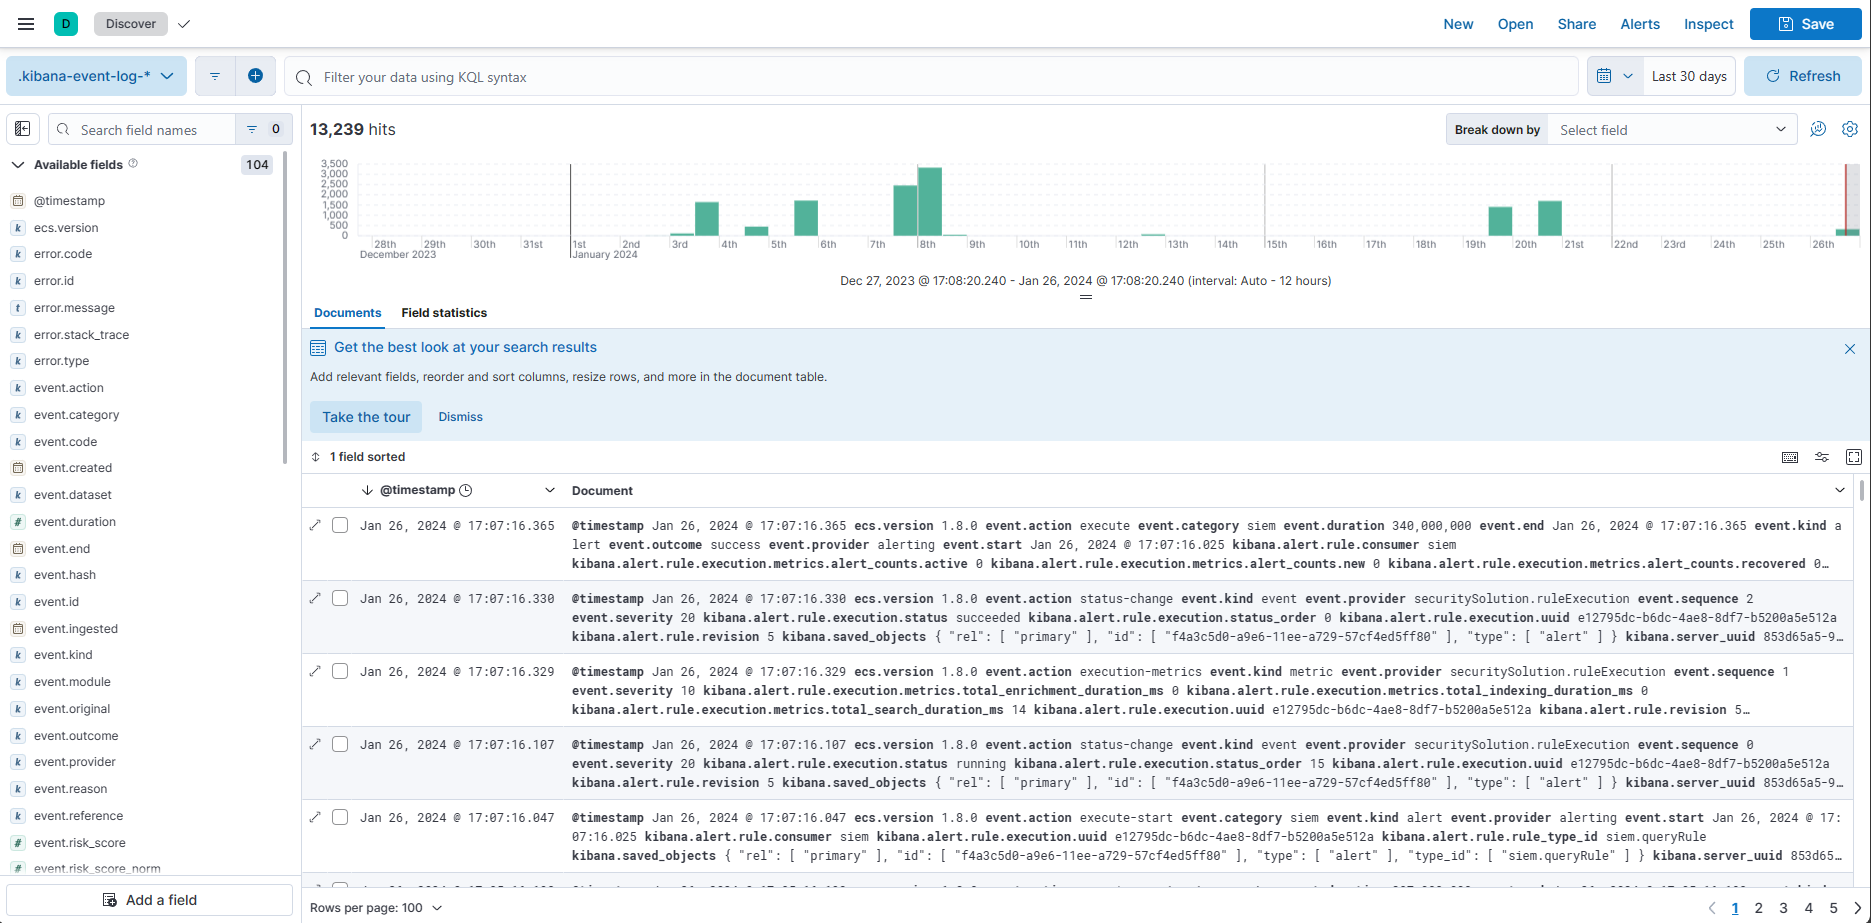 D Discover New Open Share Alerts Inspect Save
.kibana-event-log-* Filter your data using KQL syntax Last 30 days Refresh
Search field names 0
Available fields 104
@timestamp
ecs.version
error.code
error.id
error.message
error.stack_trace
error.type
event.action
event.category
event.code
event.created
event.dataset
event.duration
event.end
event.hash
event.id
event.ingested
event.kind
event.module
event.original
event.outcome
event.provider
event.reason
event.reference
event.risk_score
event.risk_score_norm
Add a field
13,239 hits
Break down by Select field
3,500
3,000
2,500
2,000
1,500
1,000
500
0
28th 29th 30th 31st 1st 2nd 3rd 4th 5th 6th 7th 8th 9th 10th 11th 12th 13th 14th 15th 16th 17th 18th 19th 20th 21st 22nd 23rd 24th 25th 26th
December 2023 January 2024
Dec 27, 2023 @ 17:08:20.240 - Jan 26, 2024 @ 17:08:20.240 (interval: Auto - 12 hours)
Documents Field statistics
Get the best look at your search results
Add relevant fields, reorder and sort columns, resize rows, and more in the document table.
Take the tour Dismiss
1 field sorted
@timestamp Document
Jan 26, 2024 @ 17:07:16.365 @timestamp Jan 26, 2024 @ 17:07:16.365 ecs.version 1.8.0 event.action execute event.category siem event.duration 340,000,000 event.end Jan 26, 2024 @ 17:07:16.365 event.kind a
lert event.outcome success event.provider alerting event.start Jan 26, 2024 @ 17:07:16.025 kibana.alert.rule.consumer siem
kibana.alert.rule.execution.metrics.alert_counts.active 0 kibana.alert.rule.execution.metrics.alert_counts.new 0 kibana.alert.rule.execution.metrics.alert_counts.recovered 0…
Jan 26, 2024 @ 17:07:16.330 @timestamp Jan 26, 2024 @ 17:07:16.330 ecs.version 1.8.0 event.action status-change event.kind event event.provider securitySolution.ruleExecution event.sequence 2
event.severity 20 kibana.alert.rule.execution.status succeeded kibana.alert.rule.execution.status_order 0 kibana.alert.rule.execution.uuid e12795dc-b6dc-4ae8-8df7-b5200a5e512a
kibana.alert.rule.revision 5 kibana.saved_objects { "rel": [ "primary" ], "id": [ "f4a3c5d0-a9e6-11ee-a729-57cf4ed5ff80" ], "type": [ "alert" ] } kibana.server_uuid 853d65a5-9…
Jan 26, 2024 @ 17:07:16.329 @timestamp Jan 26, 2024 @ 17:07:16.329 ecs.version 1.8.0 event.action execution-metrics event.kind metric event.provider securitySolution.ruleExecution event.sequence 1
event.severity 10 kibana.alert.rule.execution.metrics.total_enrichment_duration_ms 0 kibana.alert.rule.execution.metrics.total_indexing_duration_ms 0
kibana.alert.rule.execution.metrics.total_search_duration_ms 14 kibana.alert.rule.execution.uuid e12795dc-b6dc-4ae8-8df7-b5200a5e512a kibana.alert.rule.revision 5…
Jan 26, 2024 @ 17:07:16.107 @timestamp Jan 26, 2024 @ 17:07:16.107 ecs.version 1.8.0 event.action status-change event.kind event event.provider securitySolution.ruleExecution event.sequence 0
event.severity 20 kibana.alert.rule.execution.status running kibana.alert.rule.execution.status_order 15 kibana.alert.rule.execution.uuid e12795dc-b6dc-4ae8-8df7-b5200a5e512a
kibana.alert.rule.revision 5 kibana.saved_objects { "rel": [ "primary" ], "id": [ "f4a3c5d0-a9e6-11ee-a729-57cf4ed5ff80" ], "type": [ "alert" ] } kibana.server_uuid 853d65a5-9…
Jan 26, 2024 @ 17:07:16.047 @timestamp Jan 26, 2024 @ 17:07:16.047 ecs.version 1.8.0 event.action execute-start event.category siem event.kind alert event.provider alerting event.start Jan 26, 2024 @ 17:
07:16.025 kibana.alert.rule.consumer siem kibana.alert.rule.execution.uuid e12795dc-b6dc-4ae8-8df7-b5200a5e512a kibana.alert.rule.rule_type_id siem.queryRule
kibana.saved_objects { "rel": [ "primary" ], "id": [ "f4a3c5d0-a9e6-11ee-a729-57cf4ed5ff80" ], "type": [ "alert" ], "type_id": [ "siem.queryRule" ] } kibana.server_uuid 853d65…
Rows per page: 100 1 2 3 4 5